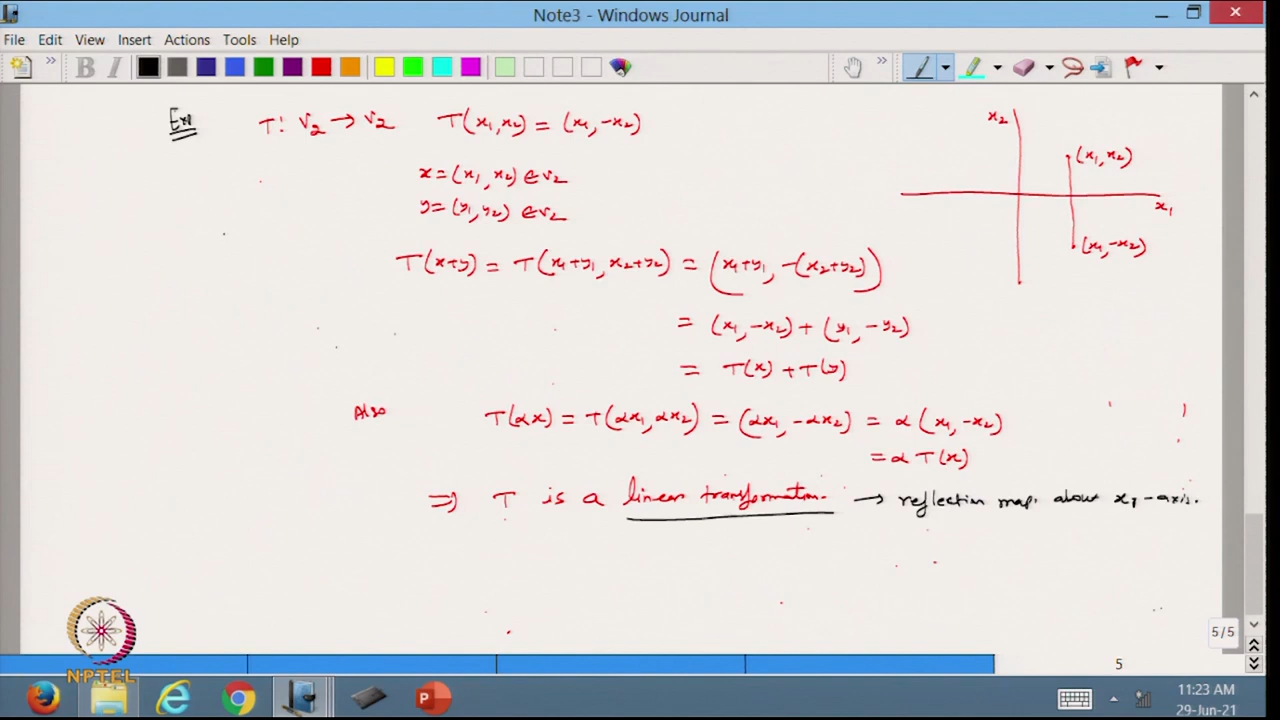 Note3 - Windows Journal
File Edit View Insert Actions Tools Help
Ex T: V₂ → V₂ T(x₁,x₂) = (x₁,-x₂)
x = (x₁,x₂) ∈ V₂
y = (y₁,y₂) ∈ V₂
x₂
(x₁,x₂)
x₁
(x₁,-x₂)
T(x+y) = T(x₁+y₁, x₂+y₂) = (x₁+y₁, -(x₂+y₂))
= (x₁,-x₂) + (y₁,-y₂)
= T(x) + T(y)
Also T(αx) = T(αx₁,αx₂) = (αx₁,-αx₂) = α(x₁,-x₂)
= α T(x)
⇒ T is a linear transformation. → reflection map about x₁-axis.
NPTEL
5/5
5
11:23 AM
29-Jun-21